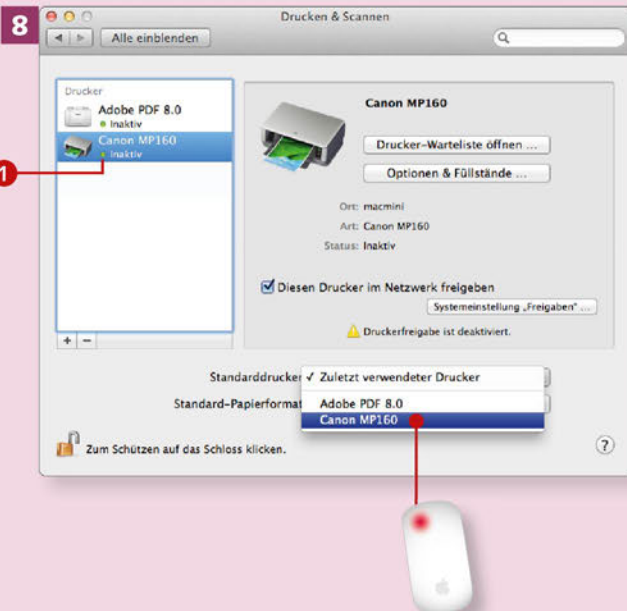 8
Drucken & Scannen
Alle einblenden
Drucker
Adobe PDF 8.0
Inaktiv
Canon MP160
Inaktiv
1
Canon MP160
Drucker-Warteliste öffnen ...
Optionen & Füllstände ...
Ort: macmini
Art: Canon MP160
Status: Inaktiv
Diesen Drucker im Netzwerk freigeben
Systemeinstellung „Freigaben“ ...
Druckerfreigabe ist deaktiviert.
+ −
Standarddrucker ✓ Zuletzt verwendeter Drucker
Adobe PDF 8.0
Standard-Papierformat
Canon MP160
Zum Schützen auf das Schloss klicken.
?